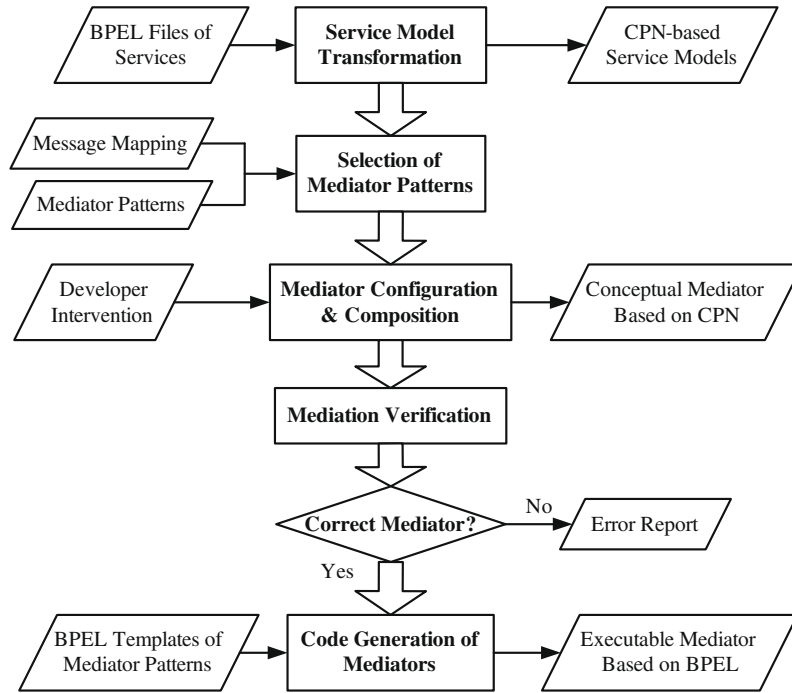 BPEL Files of
Services
Service Model
Transformation
CPN-based
Service Models
Message Mapping
Mediator Patterns
Selection of
Mediator Patterns
Developer
Intervention
Mediator Configuration
& Composition
Conceptual Mediator
Based on CPN
Mediation Verification
Correct Mediator?
No
Error Report
Yes
BPEL Templates of
Mediator Patterns
Code Generation of
Mediators
Executable Mediator
Based on BPEL